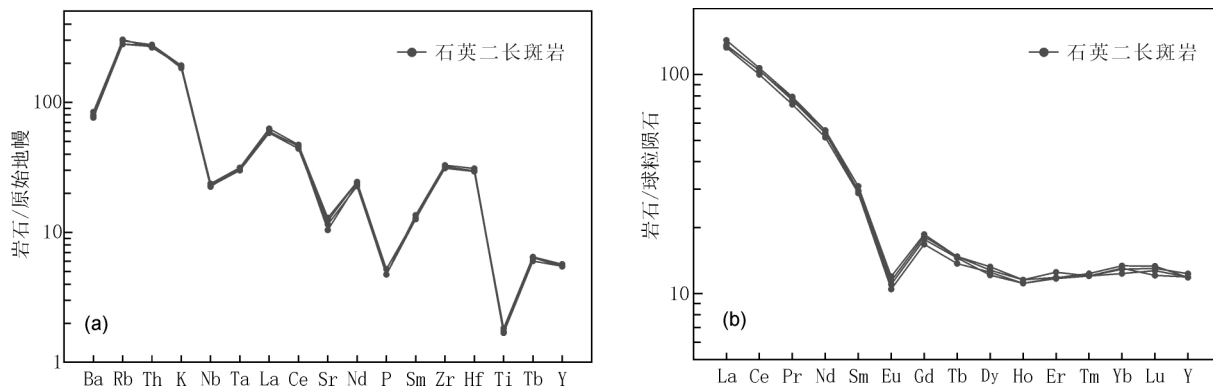 石英二长斑岩
100
10
1
岩石/原始地幔
(a)
Ba Rb Th K Nb Ta La Ce Sr Nd P Sm Zr Hf Ti Tb Y
石英二长斑岩
100
10
岩石/球粒陨石
(b)
La Ce Pr Nd Sm Eu Gd Tb Dy Ho Er Tm Yb Lu Y